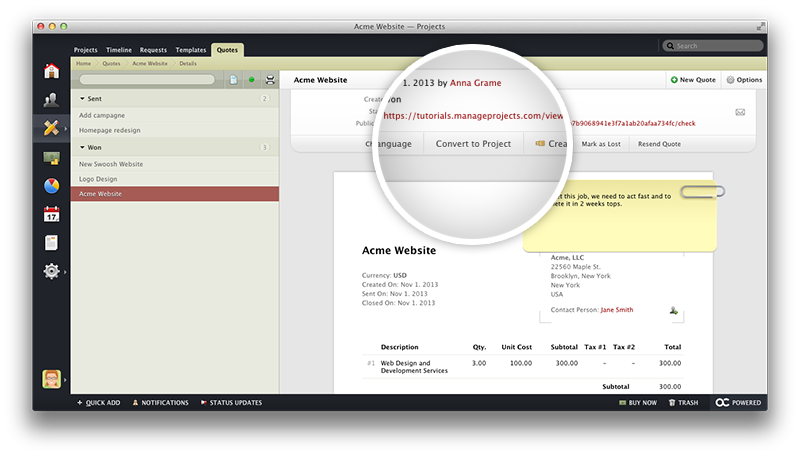 Acme Website — Projects
Projects Timeline Requests Templates Quotes
Search
Home Quotes Acme Website Details
Acme Website
New Quote
Options
Sent 2
Add campagne
Homepage redesign
Won 3
New Swoosh Website
Logo Design
Acme Website
1, 2013 by Anna Grame
Create
on
Sta
Public
https://tutorials.manageprojects.com/view
7b9068941e3f7a1ab20afaa734fc/check
Ch
anguage
Convert to Project
Crea
Mark as Lost
Resend Quote
t this job, we need to act fast and to
ete it in 2 weeks tops.
Acme Website
Currency: USD
Created On: Nov 1. 2013
Sent On: Nov 1. 2013
Closed On: Nov 1. 2013
Acme, LLC
22560 Maple St.
Brooklyn, New York
New York
USA
Contact Person: Jane Smith
Description Qty. Unit Cost Subtotal Tax #1 Tax #2 Total
#1 Web Design and 3.00 100.00 300.00 – – 300.00
Development Services
Subtotal 300.00
17
QUICK ADD NOTIFICATIONS STATUS UPDATES
BUY NOW TRASH POWERED